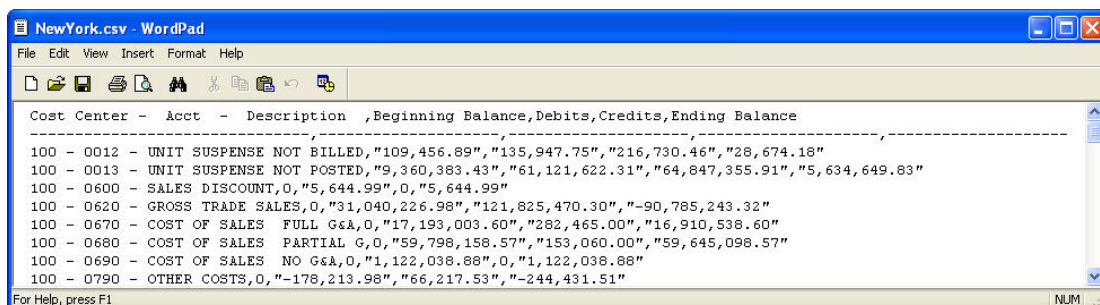 NewYork.csv - WordPad
File Edit View Insert Format Help
Cost Center - Acct - Description ,Beginning Balance,Debits,Credits,Ending Balance
------------------------------,--------------------,--------------------,--------------------,--------------------
100 - 0012 - UNIT SUSPENSE NOT BILLED,"109,456.89","135,947.75","216,730.46","28,674.18"
100 - 0013 - UNIT SUSPENSE NOT POSTED,"9,360,383.43","61,121,622.31","64,847,355.91","5,634,649.83"
100 - 0600 - SALES DISCOUNT,0,"5,644.99",0,"5,644.99"
100 - 0620 - GROSS TRADE SALES,0,"31,040,226.98","121,825,470.30","-90,785,243.32"
100 - 0670 - COST OF SALES  FULL G&A,0,"17,193,003.60","282,465.00","16,910,538.60"
100 - 0680 - COST OF SALES  PARTIAL G,0,"59,798,158.57","153,060.00","59,645,098.57"
100 - 0690 - COST OF SALES  NO G&A,0,"1,122,038.88",0,"1,122,038.88"
100 - 0790 - OTHER COSTS,0,"-178,213.98","66,217.53","-244,431.51"
For Help, press F1 NUM